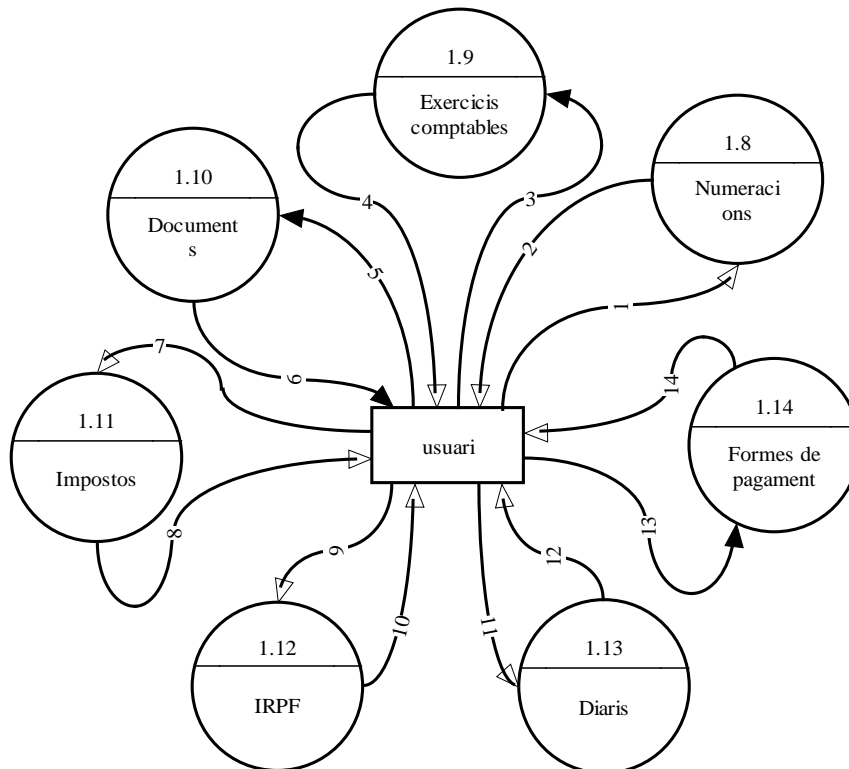 1.9
Exercicis
comptables
1.8
Numeraci
ons
1.10
Document
s
4
3
2
5
1
7
6
14
1.11
Impostos
usuari
1.14
Formes de
pagament
8
9
13
12
10
11
1.12
IRPF
1.13
Diaris